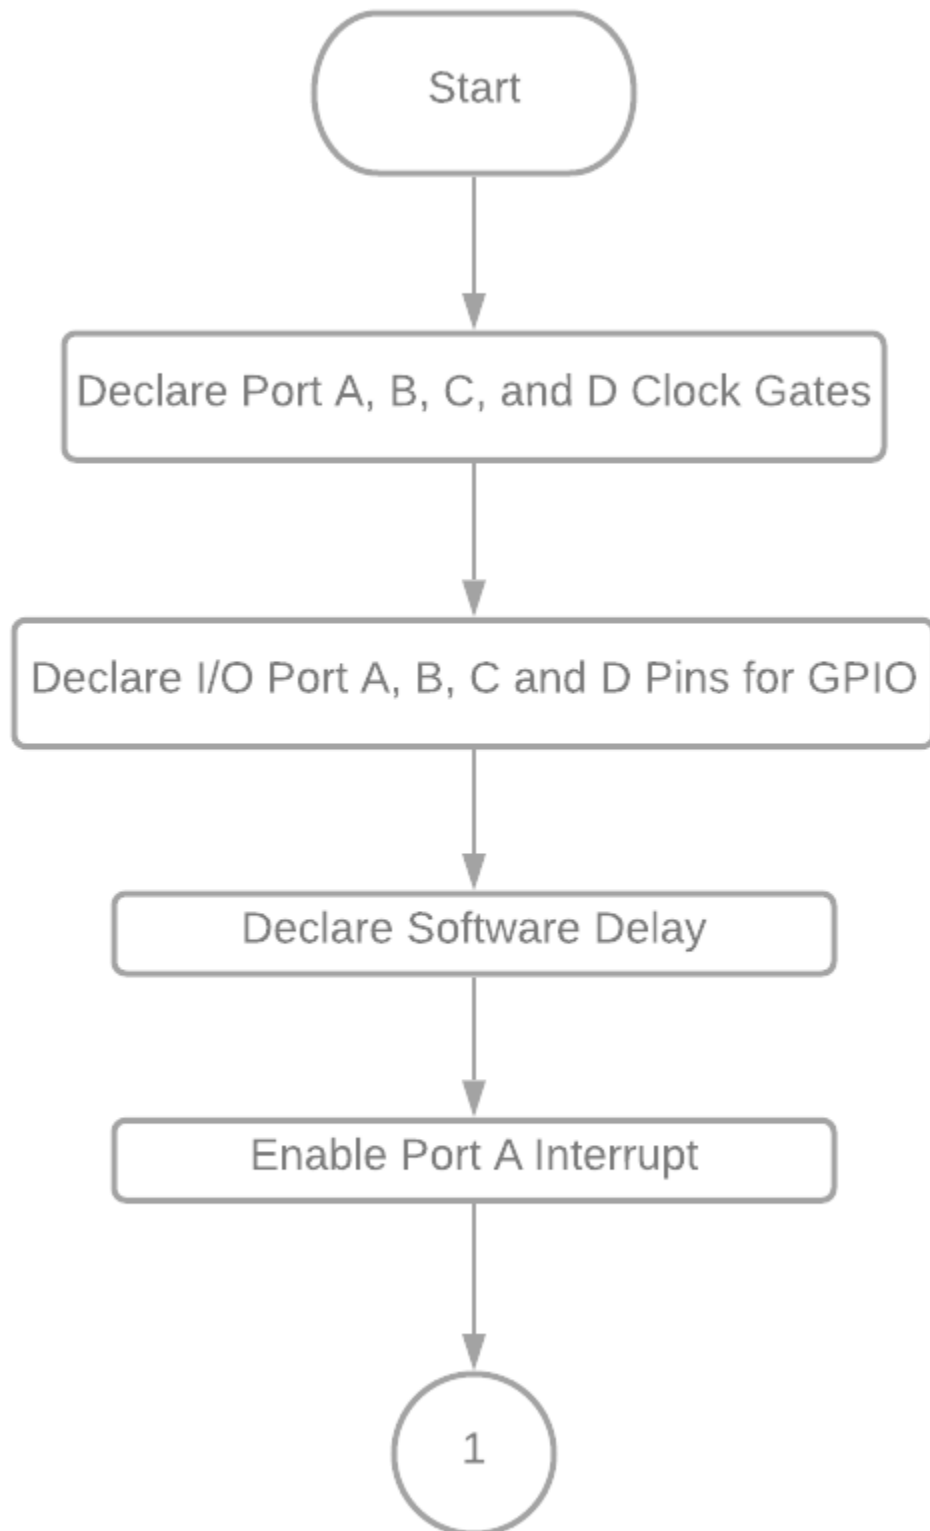 Start
Declare Port A, B, C, and D Clock Gates
Declare I/O Port A, B, C and D Pins for GPIO
Declare Software Delay
Enable Port A Interrupt
1